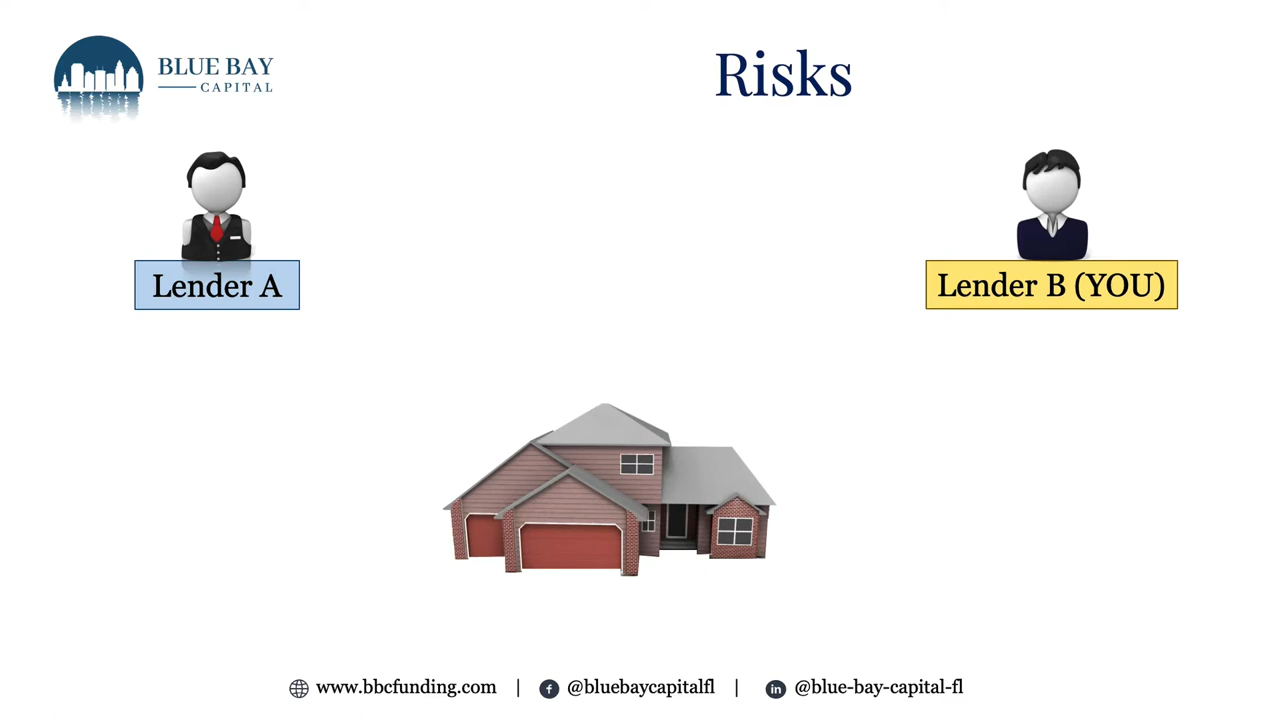 BLUE BAY
CAPITAL
Risks
Lender A
Lender B (YOU)
www.bbcfunding.com | @bluebaycapitalfl | @blue-bay-capital-fl